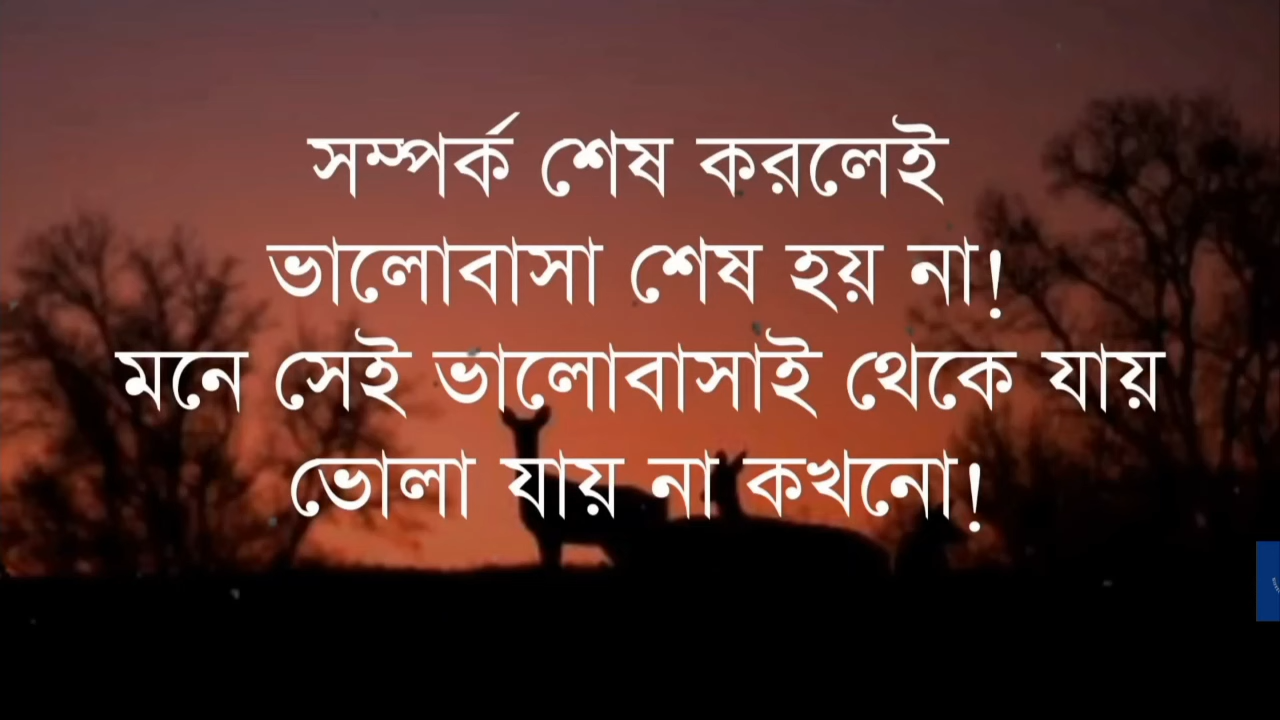 সম্পর্ক শেষ করলেই
ভালোবাসা শেষ হয় না!
মনে সেই ভালোবাসাই থেকে যায়
ভোলা যায় না কখনো!